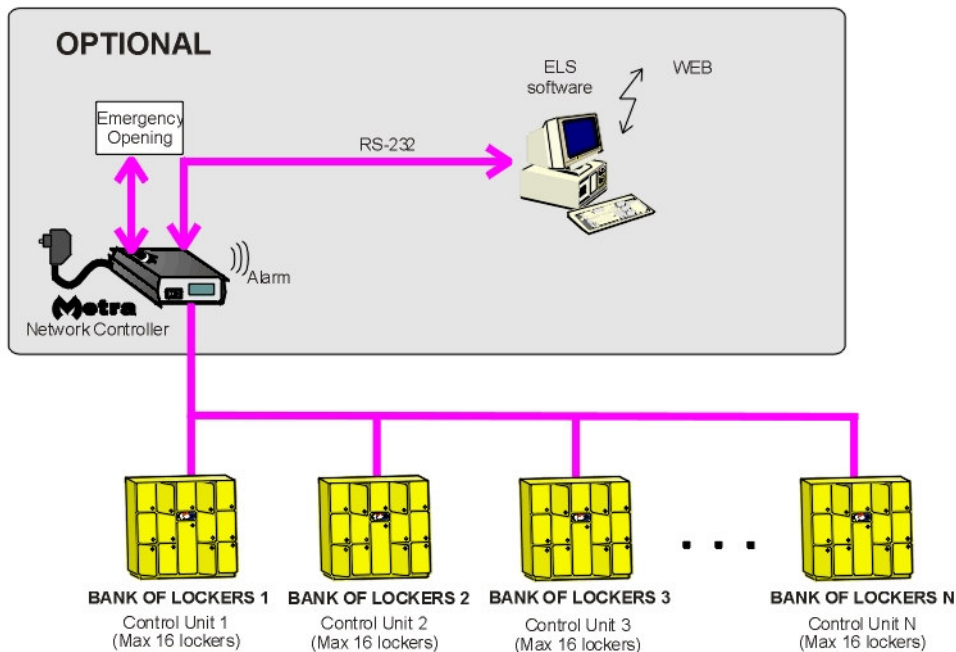 OPTIONAL
ELS
software
WEB
Emergency
Opening
RS-232
Alarm
Metra
Network Controller
BANK OF LOCKERS 1
Control Unit 1
(Max 16 lockers)
BANK OF LOCKERS 2
Control Unit 2
(Max 16 lockers)
BANK OF LOCKERS 3
Control Unit 3
(Max 16 lockers)
. . .
BANK OF LOCKERS N
Control Unit N
(Max 16 lockers)